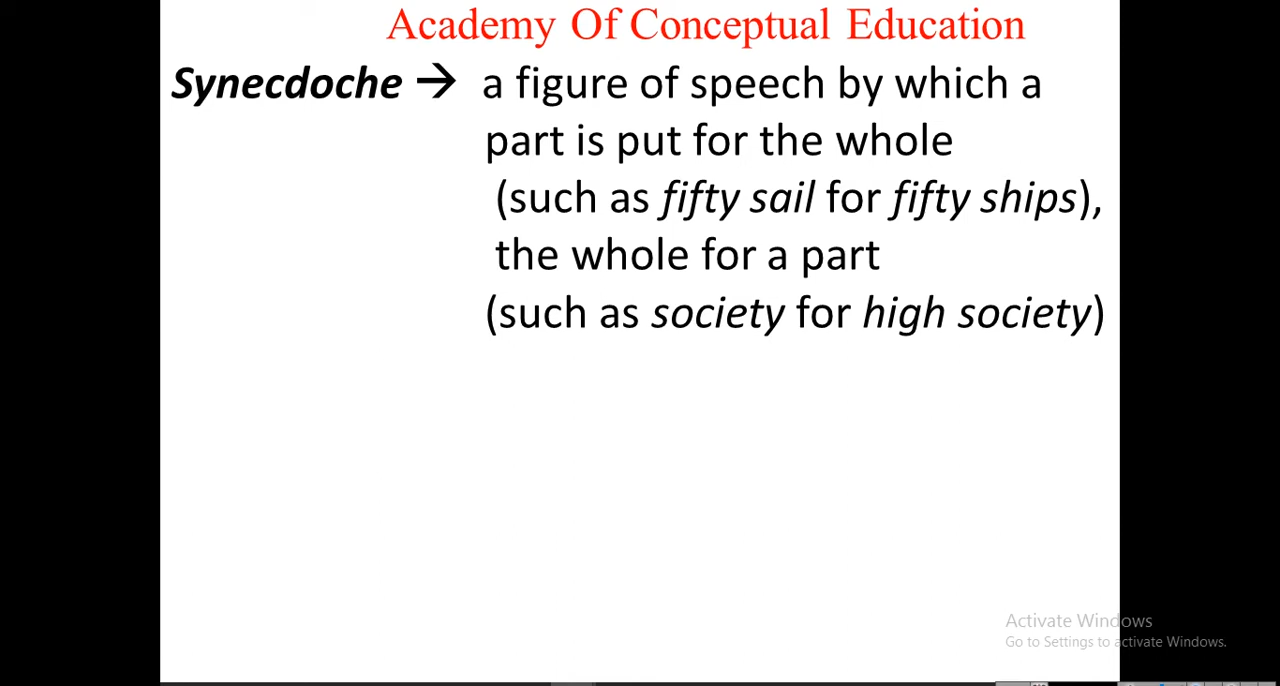 Academy Of Conceptual Education
Synecdoche → a figure of speech by which a
part is put for the whole
(such as fifty sail for fifty ships),
the whole for a part
(such as society for high society)
Activate Windows
Go to Settings to activate Windows.